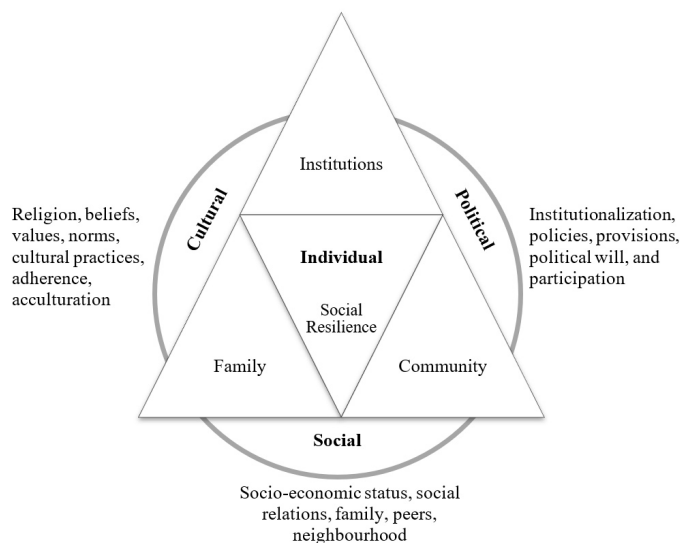 Institutions
Cultural
Political
Religion, beliefs,
values, norms,
cultural practices,
adherence,
acculturation
Institutionalization,
policies, provisions,
political will, and
participation
Individual
Social
Resilience
Family
Community
Social
Socio-economic status, social
relations, family, peers,
neighbourhood